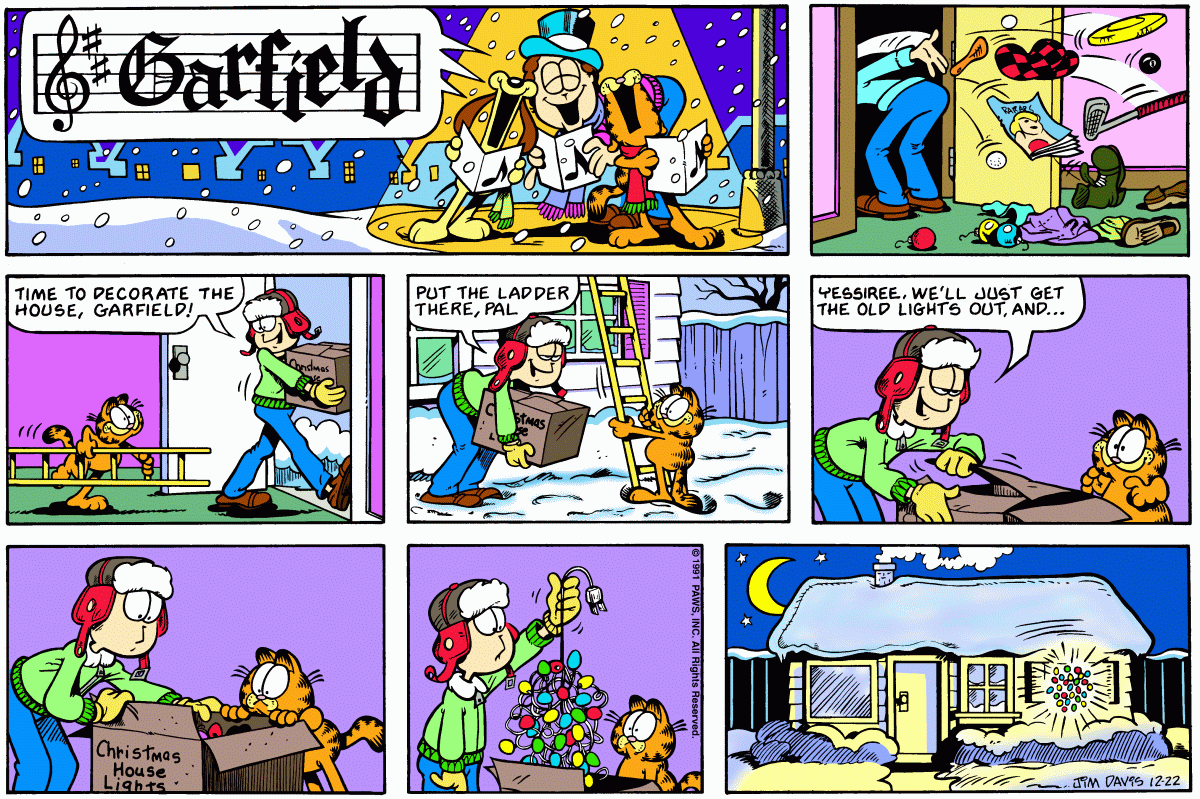 Garfield
PARADE
TIME TO DECORATE THE
HOUSE, GARFIELD!
Christmas
PUT THE LADDER
THERE, PAL
Christmas
YESSIREE. WE'LL JUST GET
THE OLD LIGHTS OUT, AND...
Christmas
House
Lights
© 1991 PAWS, INC. All Rights Reserved.
JIM DAVIS 12-22